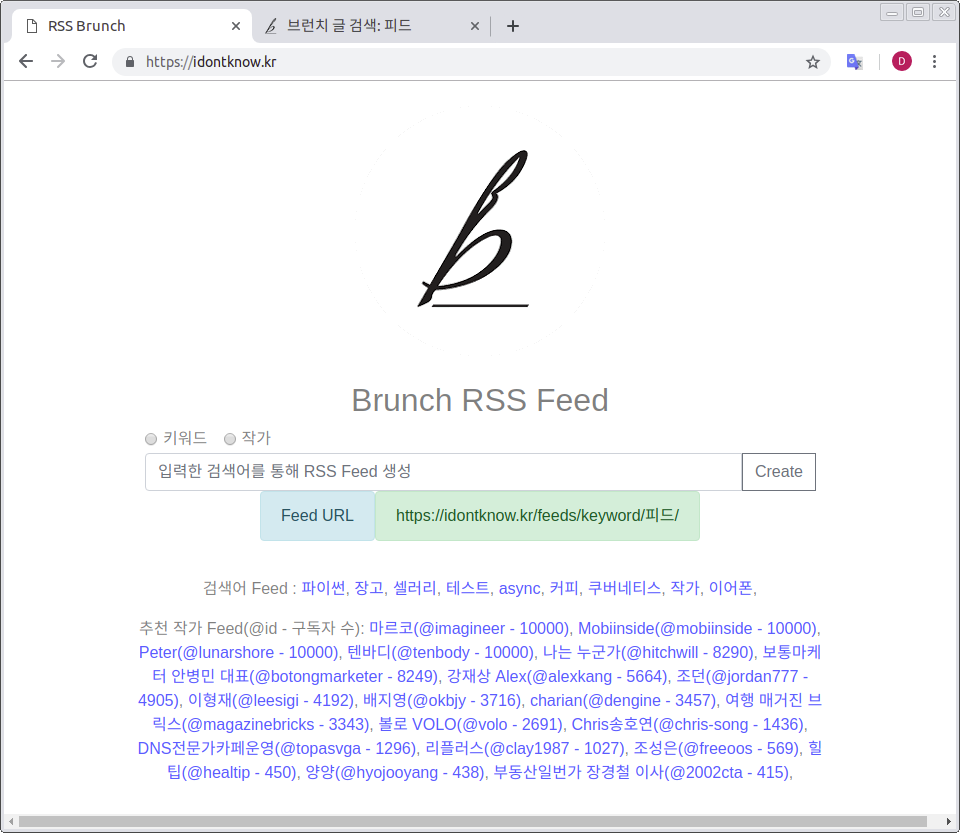 RSS Brunch
브런치 글 검색: 피드
https://idontknow.kr
D
Brunch RSS Feed
키워드 작가
입력한 검색어를 통해 RSS Feed 생성
Create
Feed URL
https://idontknow.kr/feeds/keyword/피드/
검색어 Feed : 파이썬, 장고, 셀러리, 테스트, async, 커피, 쿠버네티스, 작가, 이어폰,
추천 작가 Feed(@id - 구독자 수): 마르코(@imagineer - 10000), Mobiinside(@mobiinside - 10000),
Peter(@lunarshore - 10000), 텐바디(@tenbody - 10000), 나는 누군가(@hitchwill - 8290), 보통마케
터 안병민 대표(@botongmarketer - 8249), 강재상 Alex(@alexkang - 5664), 조던(@jordan777 -
4905), 이형재(@leesigi - 4192), 배지영(@okbjy - 3716), charian(@dengine - 3457), 여행 매거진 브
릭스(@magazinebricks - 3343), 볼로 VOLO(@volo - 2691), Chris송호연(@chris-song - 1436),
DNS전문가카페운영(@topasvga - 1296), 리플러스(@clay1987 - 1027), 조성은(@freeoos - 569), 힐
팁(@healtip - 450), 양양(@hyojooyang - 438), 부동산일번가 장경철 이사(@2002cta - 415),